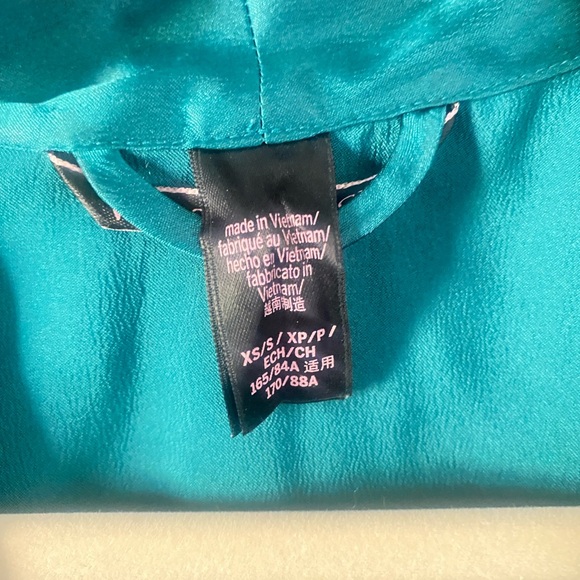 made in Vietnam/
fabriqué au Vietnam/
hecho en Vietnam/
fabbricato in
Vietnam/
越南制造
XS/S / XP/P /
ECH/CH
165/84A 适用
170/88A